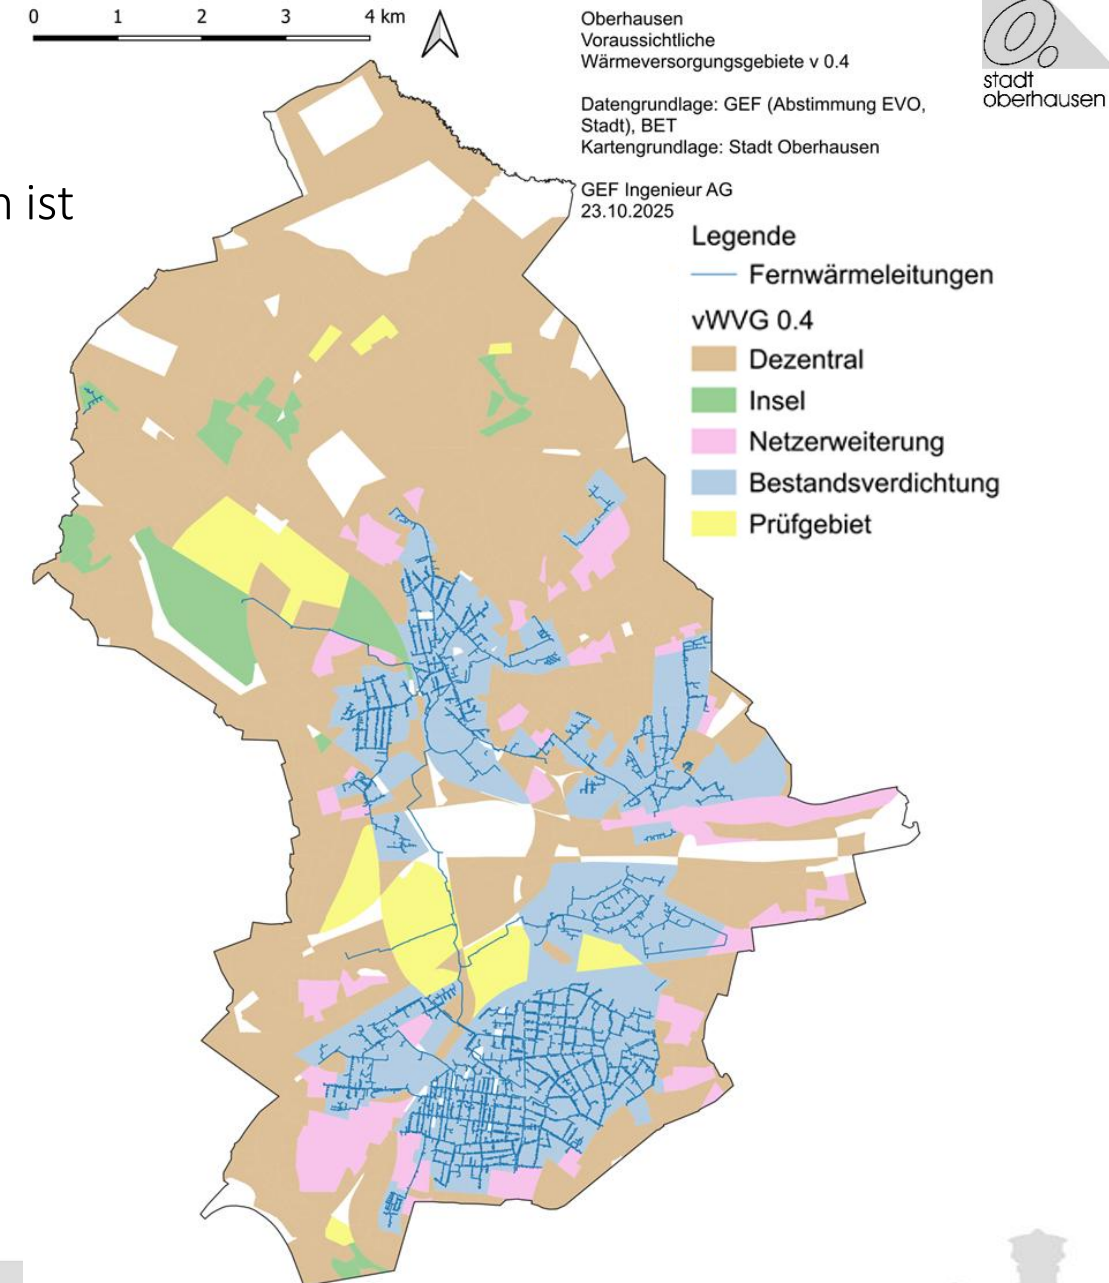 0 1 2 3 4 km
Oberhausen
Voraussichtliche
Wärmeversorgungsgebiete v 0.4
Datengrundlage: GEF (Abstimmung EVO,
Stadt), BET
Kartengrundlage: Stadt Oberhausen
GEF Ingenieur AG
23.10.2025
stadt
oberhausen
n ist
Legende
Fernwärmeleitungen
vWVG 0.4
Dezentral
Insel
Netzerweiterung
Bestandsverdichtung
Prüfgebiet